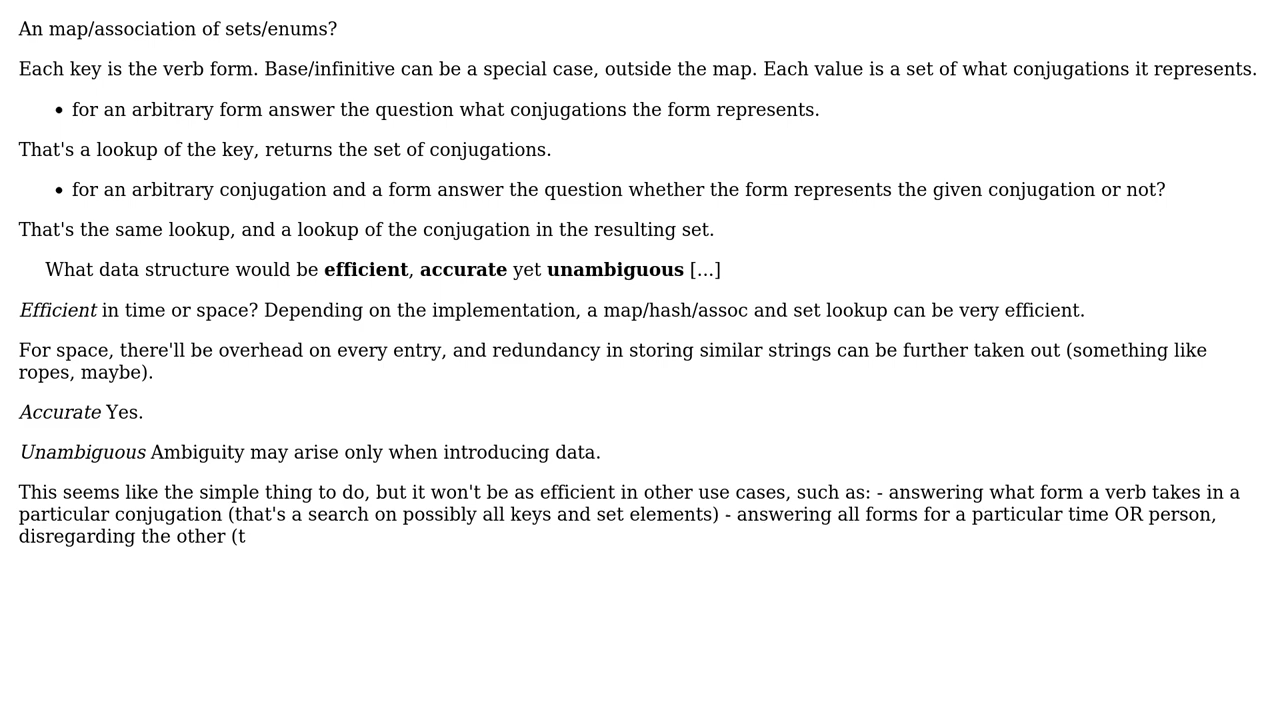 An map/association of sets/enums?
Each key is the verb form. Base/infinitive can be a special case, outside the map. Each value is a set of what conjugations it represents.
• for an arbitrary form answer the question what conjugations the form represents.
That's a lookup of the key, returns the set of conjugations.
• for an arbitrary conjugation and a form answer the question whether the form represents the given conjugation or not?
That's the same lookup, and a lookup of the conjugation in the resulting set.
What data structure would be efficient, accurate yet unambiguous [...]
Efficient in time or space? Depending on the implementation, a map/hash/assoc and set lookup can be very efficient.
For space, there'll be overhead on every entry, and redundancy in storing similar strings can be further taken out (something like
ropes, maybe).
Accurate Yes.
Unambiguous Ambiguity may arise only when introducing data.
This seems like the simple thing to do, but it won't be as efficient in other use cases, such as: - answering what form a verb takes in a
particular conjugation (that's a search on possibly all keys and set elements) - answering all forms for a particular time OR person,
disregarding the other (t